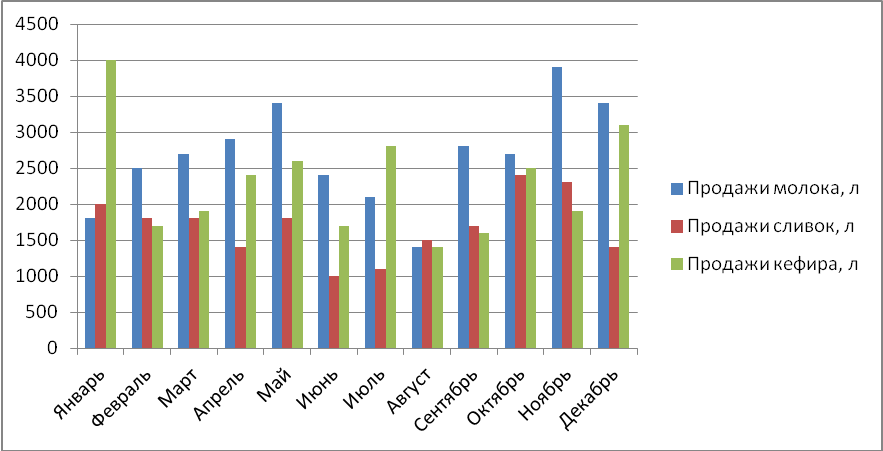 4500
4000
3500
3000
2500
2000
1500
1000
500
0
Январь
Февраль
Март
Апрель
Май
Июнь
Июль
Август
Сентябрь
Октябрь
Ноябрь
Декабрь
Продажи молока, л
Продажи сливок, л
Продажи кефира, л